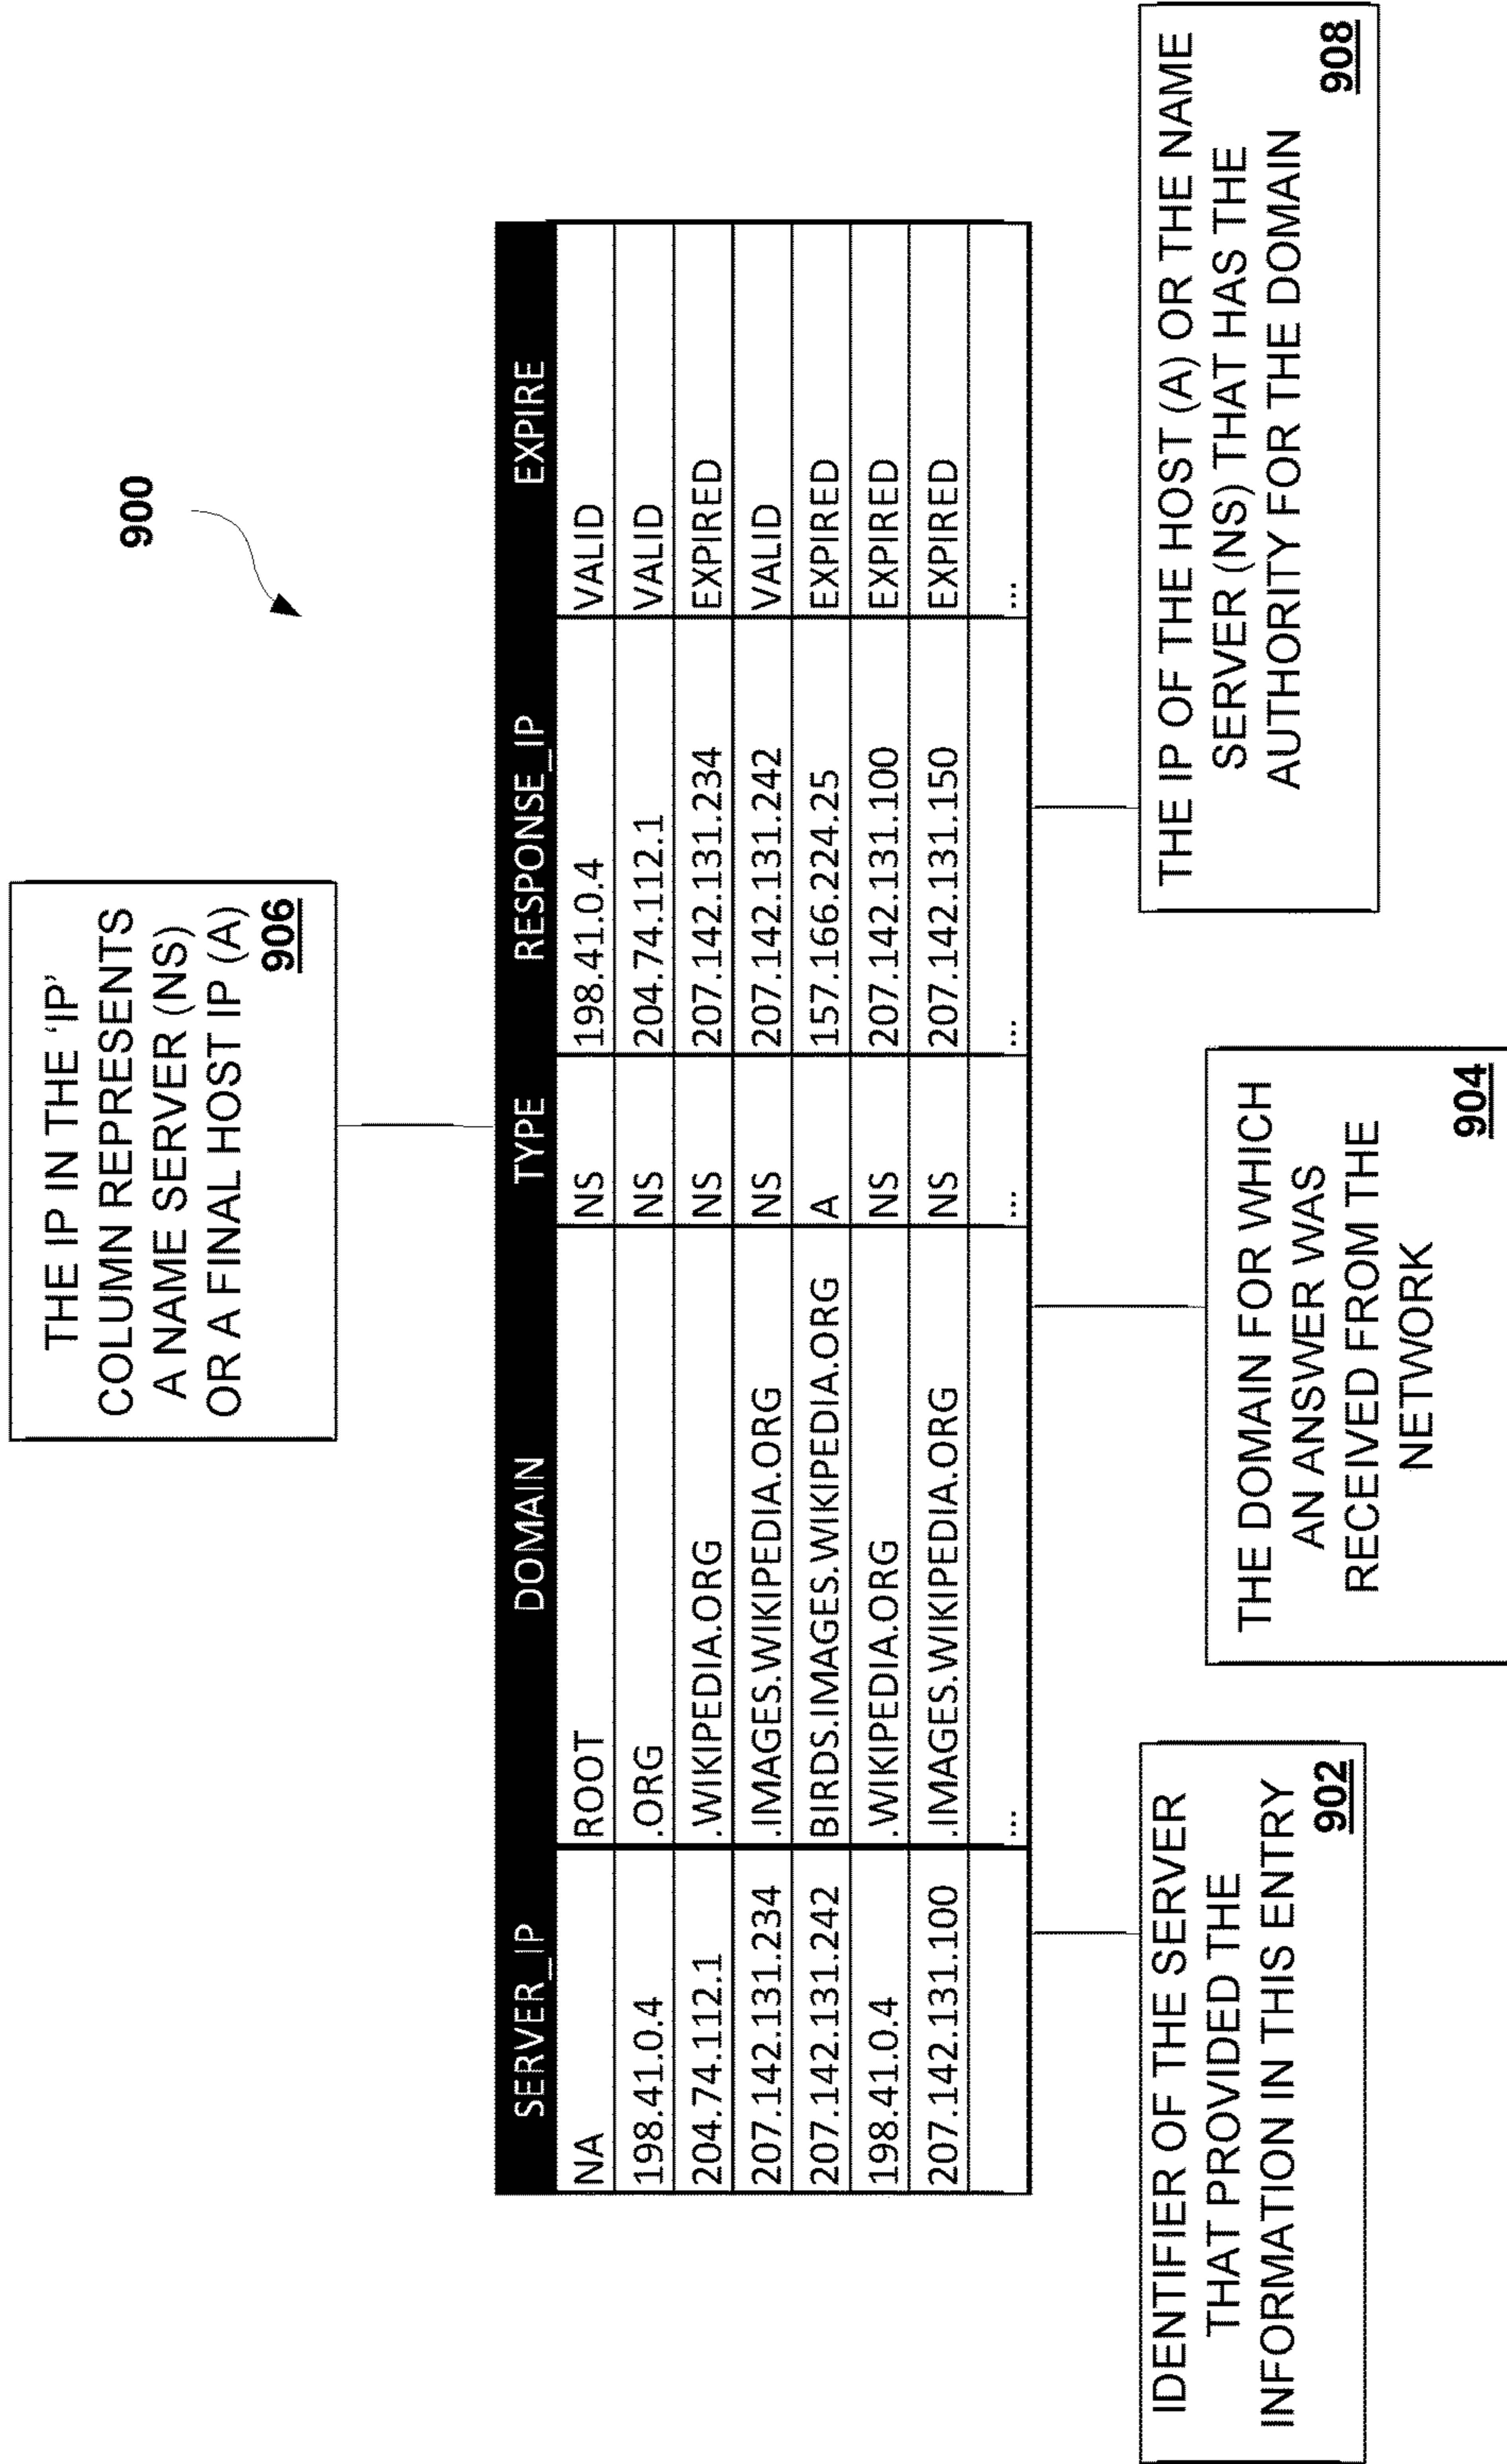 900
THE IP IN THE ‘IP’
COLUMN REPRESENTS
A NAME SERVER (NS)
OR A FINAL HOST IP (A)
906
SERVER_IP DOMAIN TYPE RESPONSE_IP EXPIRE
NA ROOT NS 198.41.0.4 VALID
198.41.0.4 .ORG NS 204.74.112.1 VALID
204.74.112.1 .WIKIPEDIA.ORG NS 207.142.131.234 EXPIRED
207.142.131.234 .IMAGES.WIKIPEDIA.ORG NS 207.142.131.242 VALID
207.142.131.242 BIRDS.IMAGES.WIKIPEDIA.ORG A 157.166.224.25 EXPIRED
198.41.0.4 .WIKIPEDIA.ORG NS 207.142.131.100 EXPIRED
207.142.131.100 .IMAGES.WIKIPEDIA.ORG NS 207.142.131.150 EXPIRED
... ... ... ...
IDENTIFIER OF THE SERVER
THAT PROVIDED THE
INFORMATION IN THIS ENTRY
902
THE DOMAIN FOR WHICH
AN ANSWER WAS
RECEIVED FROM THE
NETWORK
904
THE IP OF THE HOST (A) OR THE NAME
SERVER (NS) THAT HAS THE
AUTHORITY FOR THE DOMAIN
908